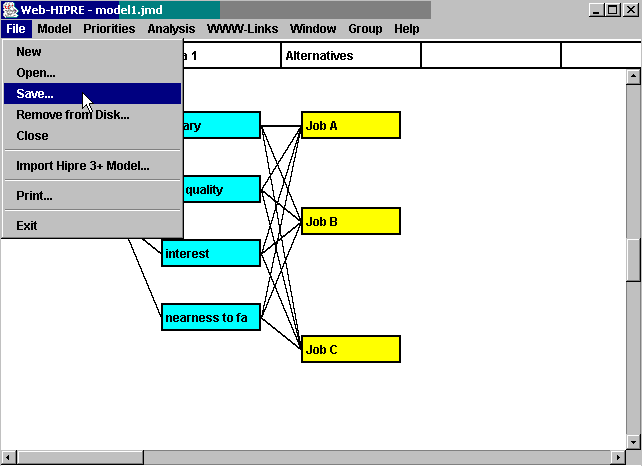 Web-HIPRE - model1.jmd
File Model Priorities Analysis WWW-Links Window Group Help
1 Alternatives
New
Open...
Save...
Remove from Disk...
Close
Import Hipre 3+ Model...
Print...
Exit
Job A
quality
Job B
interest
nearness to fa
Job C